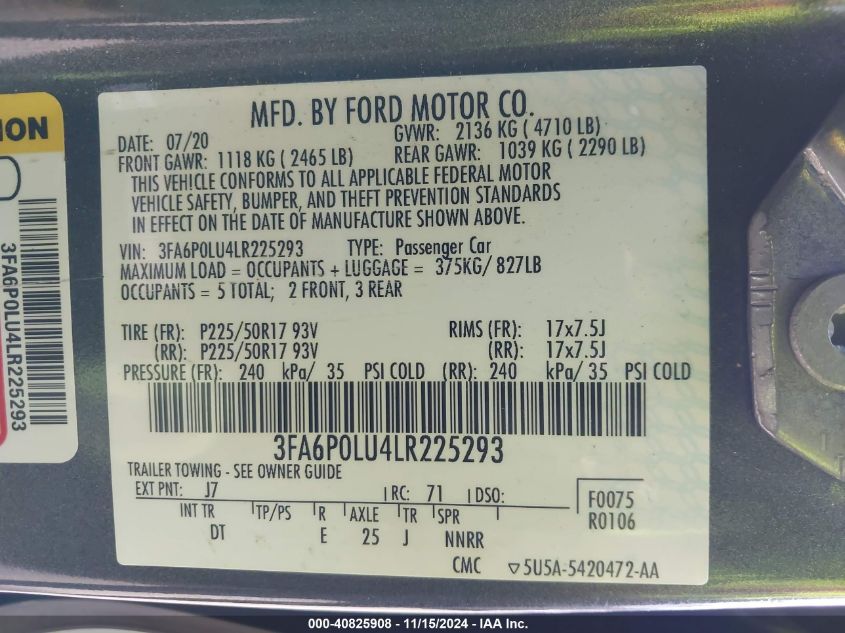 MFD. BY FORD MOTOR CO.
DATE: 07/20 GVWR: 2136 KG ( 4710 LB)
FRONT GAWR: 1118 KG ( 2465 LB) REAR GAWR: 1039 KG ( 2290 LB)
THIS VEHICLE CONFORMS TO ALL APPLICABLE FEDERAL MOTOR
VEHICLE SAFETY, BUMPER, AND THEFT PREVENTION STANDARDS
IN EFFECT ON THE DATE OF MANUFACTURE SHOWN ABOVE.
VIN: 3FA6P0LU4LR225293 TYPE: Passenger Car
MAXIMUM LOAD = OCCUPANTS + LUGGAGE = 375KG/ 827LB
OCCUPANTS = 5 TOTAL; 2 FRONT, 3 REAR
TIRE (FR): P225/50R17 93V RIMS (FR): 17x7.5J
(RR): P225/50R17 93V (RR): 17x7.5J
PRESSURE (FR): 240 kPa/ 35 PSI COLD (RR): 240 kPa/ 35 PSI COLD
3FA6P0LU4LR225293
TRAILER TOWING - SEE OWNER GUIDE
EXT PNT: J7 RC: 71 DSO: F0075
INT TR TP/PS R AXLE TR SPR R0106
DT E 25 J NNRR
CMC ▽5U5A-5420472-AA
3FA6P0LU4LR225293
000-40825908 - 11/15/2024 - IAA Inc.